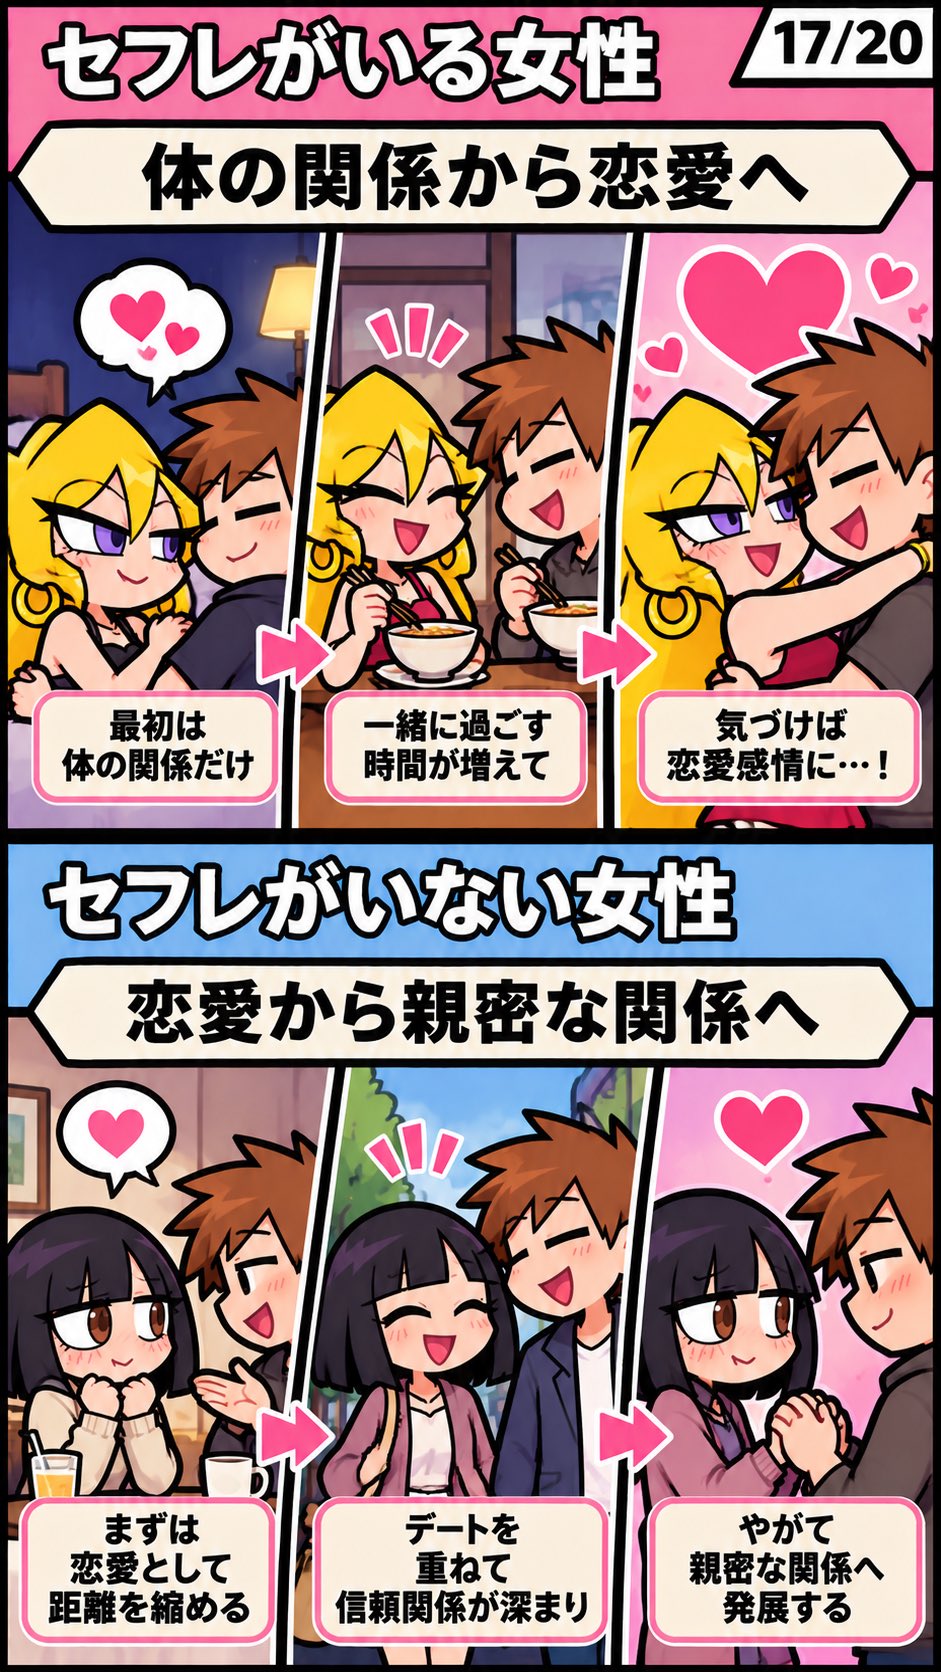 セフレがいる女性
17/20
体の関係から恋愛へ
最初は
体の関係だけ
一緒に過ごす
時間が増えて
気づけば
恋愛感情に…！
セフレがいない女性
恋愛から親密な関係へ
まずは
恋愛として
距離を縮める
デートを
重ねて
信頼関係が深まり
やがて
親密な関係へ
発展する